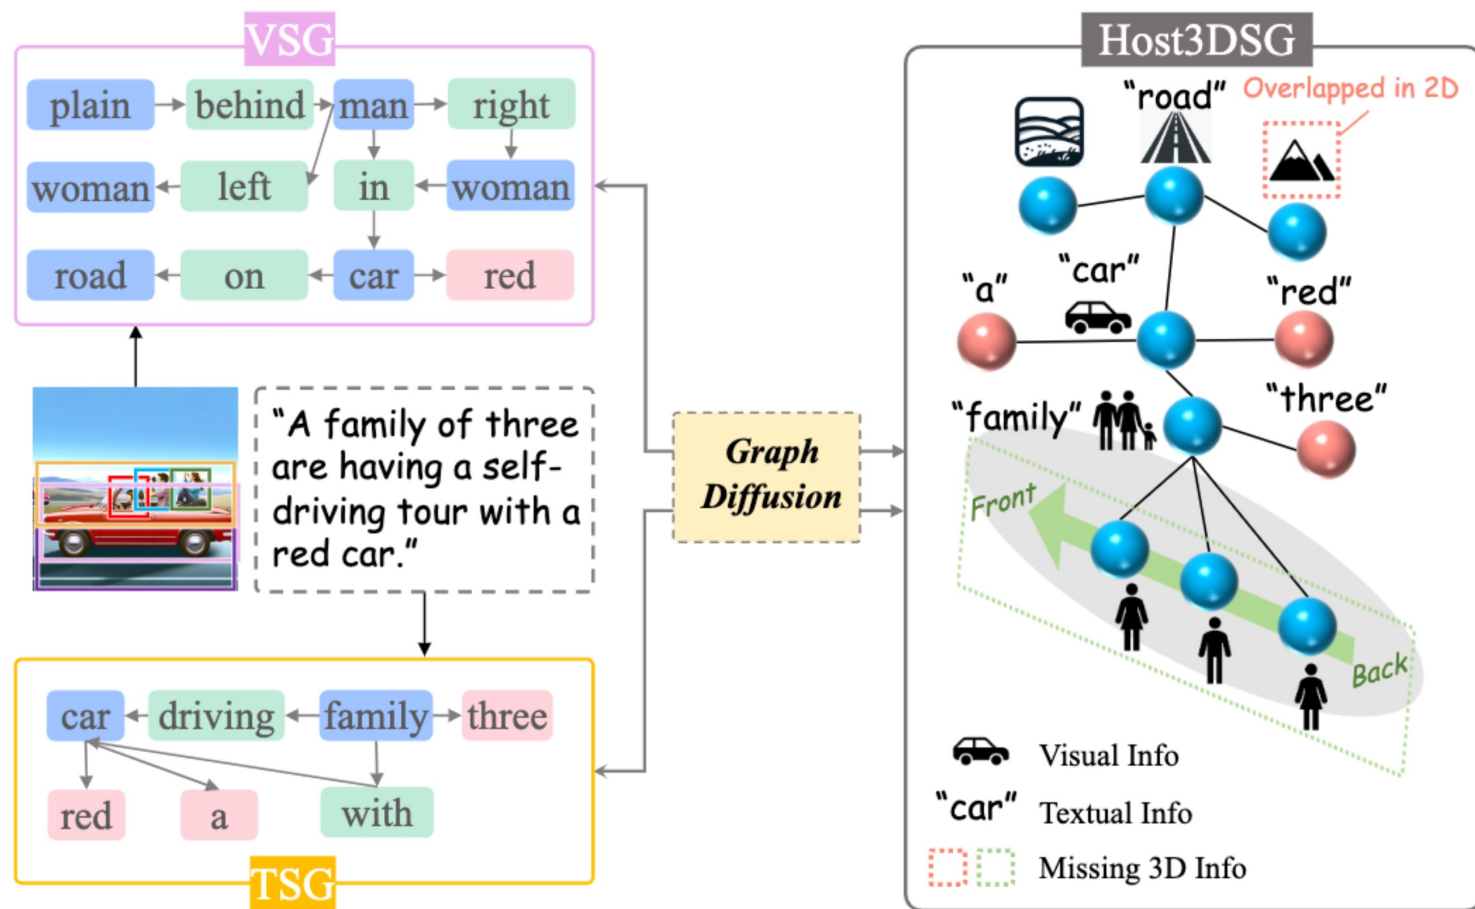 VSG
plain behind man right
woman left in woman
road on car red
"A family of three
are having a self-
driving tour with a
red car."
car driving family three
red a with
TSG
Graph
Diffusion
Host3DSG
"road"
Overlapped in 2D
"car"
"a"
"red"
"family"
"three"
Front
Back
Visual Info
"car" Textual Info
Missing 3D Info